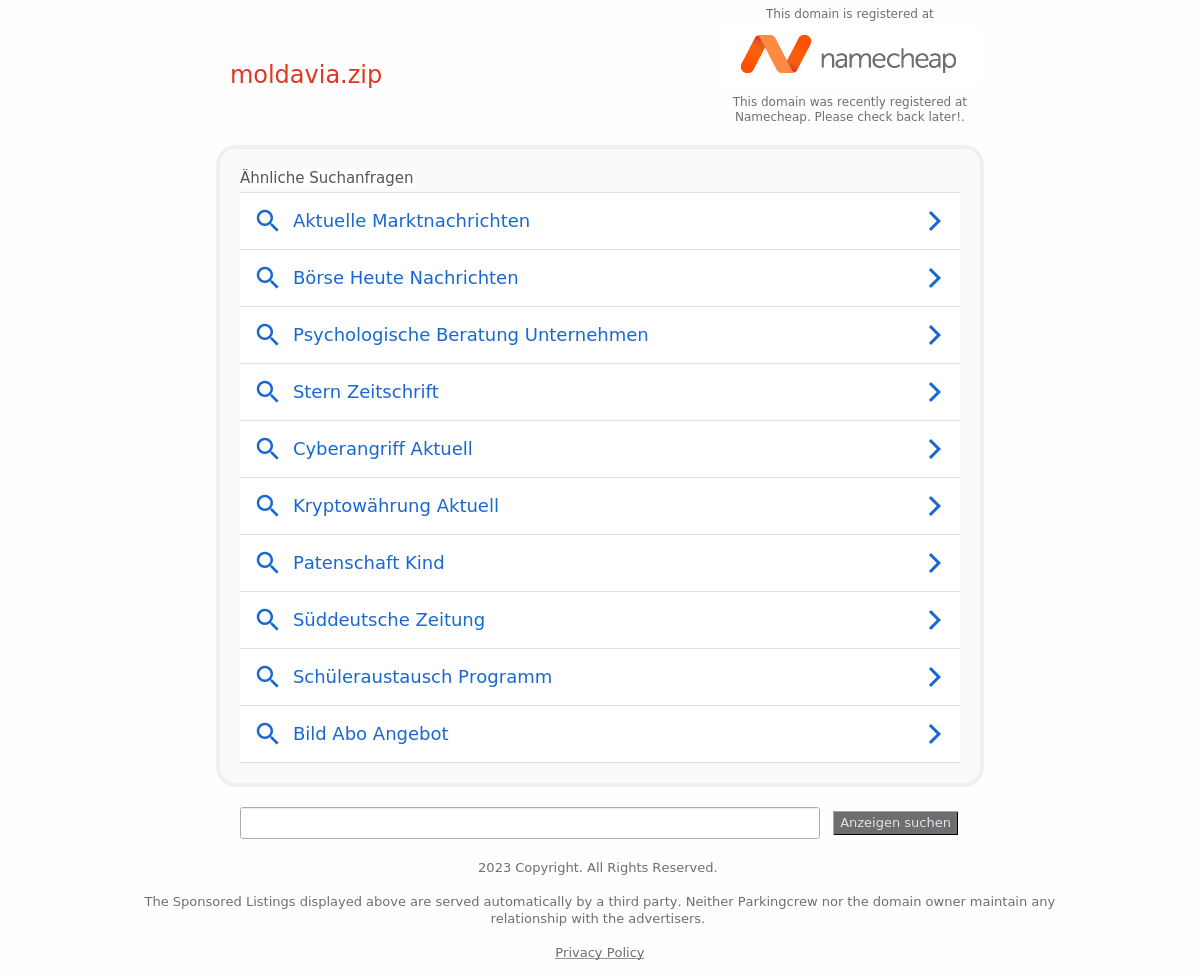 This domain is registered at
namecheap
moldavia.zip
This domain was recently registered at
Namecheap. Please check back later!.
Ähnliche Suchanfragen
Aktuelle Marktnachrichten
Börse Heute Nachrichten
Psychologische Beratung Unternehmen
Stern Zeitschrift
Cyberangriff Aktuell
Kryptowährung Aktuell
Patenschaft Kind
Süddeutsche Zeitung
Schüleraustausch Programm
Bild Abo Angebot
Anzeigen suchen
2023 Copyright. All Rights Reserved.
The Sponsored Listings displayed above are served automatically by a third party. Neither Parkingcrew nor the domain owner maintain any
relationship with the advertisers.
Privacy Policy